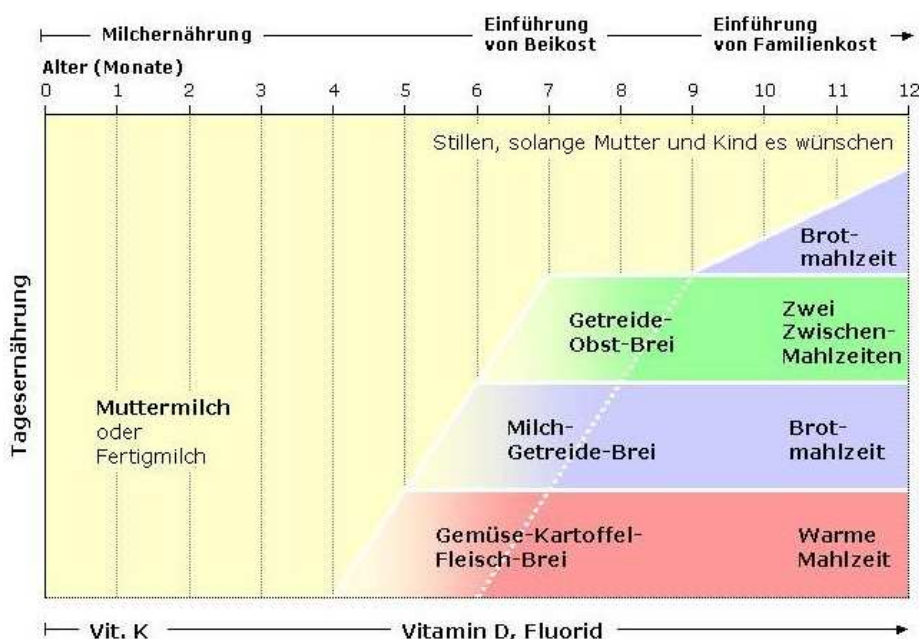 Milchernährung
Einführung
von Beikost
Einführung
von Familienkost
Alter (Monate)
0 1 2 3 4 5 6 7 8 9 10 11 12
Stillen, solange Mutter und Kind es wünschen
Brot-
mahlzeit
Getreide-
Obst-Brei
Zwei
Zwischen-
Mahlzeiten
Muttermilch
oder
Fertigmilch
Milch-
Getreide-Brei
Brot-
mahlzeit
Gemüse-Kartoffel-
Fleisch-Brei
Warme
Mahlzeit
Tagesernährung
Vit. K
Vitamin D, Fluorid